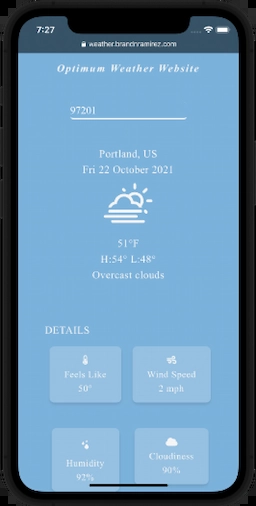 7:27
weather.brandnramirez.com
Optimum Weather Website
97201
Portland, US
Fri 22 October 2021
51°F
H:54° L:48°
Overcast clouds
DETAILS
Feels Like
50°
Wind Speed
2 mph
Humidity
92%
Cloudiness
90%